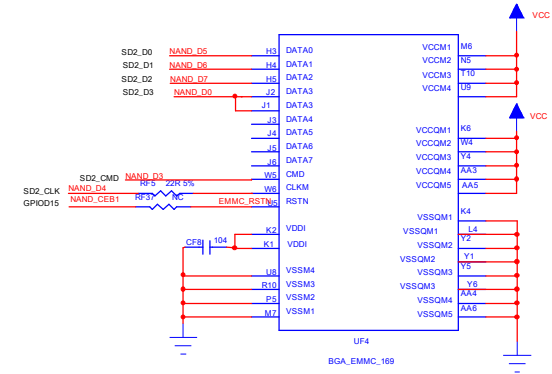 VCC
SD2_D0 NAND_D5 H3 DATA0 VCCM1 M6
SD2_D1 NAND_D6 H4 DATA1 VCCM2 N5
SD2_D2 NAND_D7 H5 DATA2 VCCM3 T10
SD2_D3 NAND_D0 J2 DATA3 VCCM4 U9
J1 DATA3
VCC
J3 DATA4
J4 DATA5 VCCQM1 K6
J5 DATA6 VCCQM2 W4
J6 DATA7 VCCQM3 Y4
SD2_CMD NAND_D3 W5 CMD VCCQM4 AA3
RF5 22R 5%
SD2_CLK NAND_D4 W6 CLKM VCCQM5 AA5
RF37 NC
GPIOD15 NAND_CEB1 EMMC_RSTN U5 RSTN
VSSQM1 K4
K2 VDDI VSSQM1 L4
CF8 104 K1 VDDI VSSQM2 Y2
VSSQM2 Y1
U8 VSSM4 VSSQM3 Y5
R10 VSSM3 VSSQM3 Y6
P5 VSSM2 VSSQM4 AA4
M7 VSSM1 VSSQM5 AA6
UF4
BGA_EMMC_169